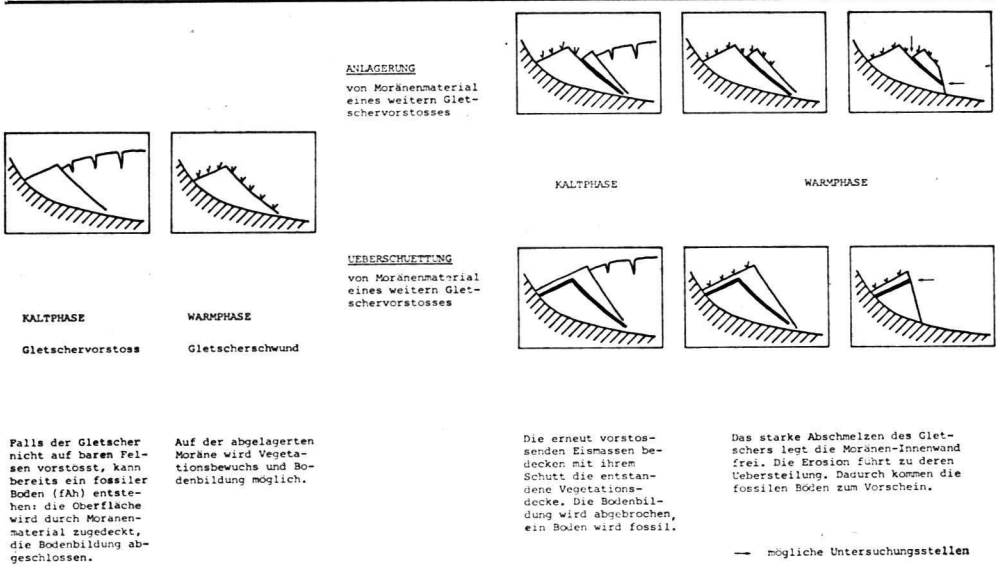 ANLAGERUNG
von Moränenmaterial
eines weitern Glet-
schervorstosses
KALTPHASE
WARMPHASE
UEBERSCHUETTUNG
von Moränenmaterial
eines weitern Glet-
schervorstosses
KALTPHASE
Gletschervorstoss
WARMPHASE
Gletscherschwund
Falls der Gletscher
nicht auf baren Fel-
sen vorstösst, kann
bereits ein fossiler
Boden (fAh) entste-
hen: die Oberfläche
wird durch Moränen-
material zugedeckt,
die Bodenbildung ab-
geschlossen.
Auf der abgelagerten
Moräne wird Vegeta-
tionsbewuchs und Bo-
denbildung möglich.
Die erneut vorstos-
senden Eismassen be-
decken mit ihrem
Schutt die entstan-
dene Vegetations-
decke. Die Bodenbil-
dung wird abgebrochen,
ein Boden wird fossil.
Das starke Abschmelzen des Glet-
schers legt die Moränen-Innenwand
frei. Die Erosion führt zu deren
Uebersteilung. Dadurch kommen die
fossilen Böden zum Vorschein.
mögliche Untersuchungsstellen